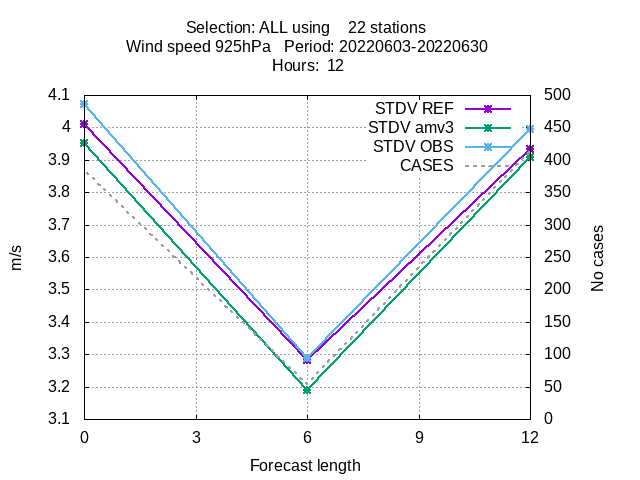 Selection: ALL using    22 stations
Wind speed 925hPa   Period: 20220603-20220630
Hours:  12
STDV REF
STDV amv3
STDV OBS
CASES
4.1
4
3.9
3.8
3.7
3.6
3.5
3.4
3.3
3.2
3.1
500
450
400
350
300
250
200
150
100
50
0
m/s
No cases
0 3 6 9 12
Forecast length